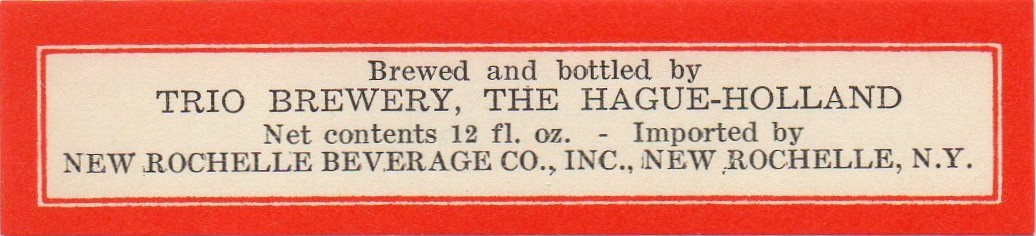 Brewed and bottled by
TRIO BREWERY, THE HAGUE-HOLLAND
Net contents 12 fl. oz. - Imported by
NEW ROCHELLE BEVERAGE CO., INC., NEW ROCHELLE, N.Y.